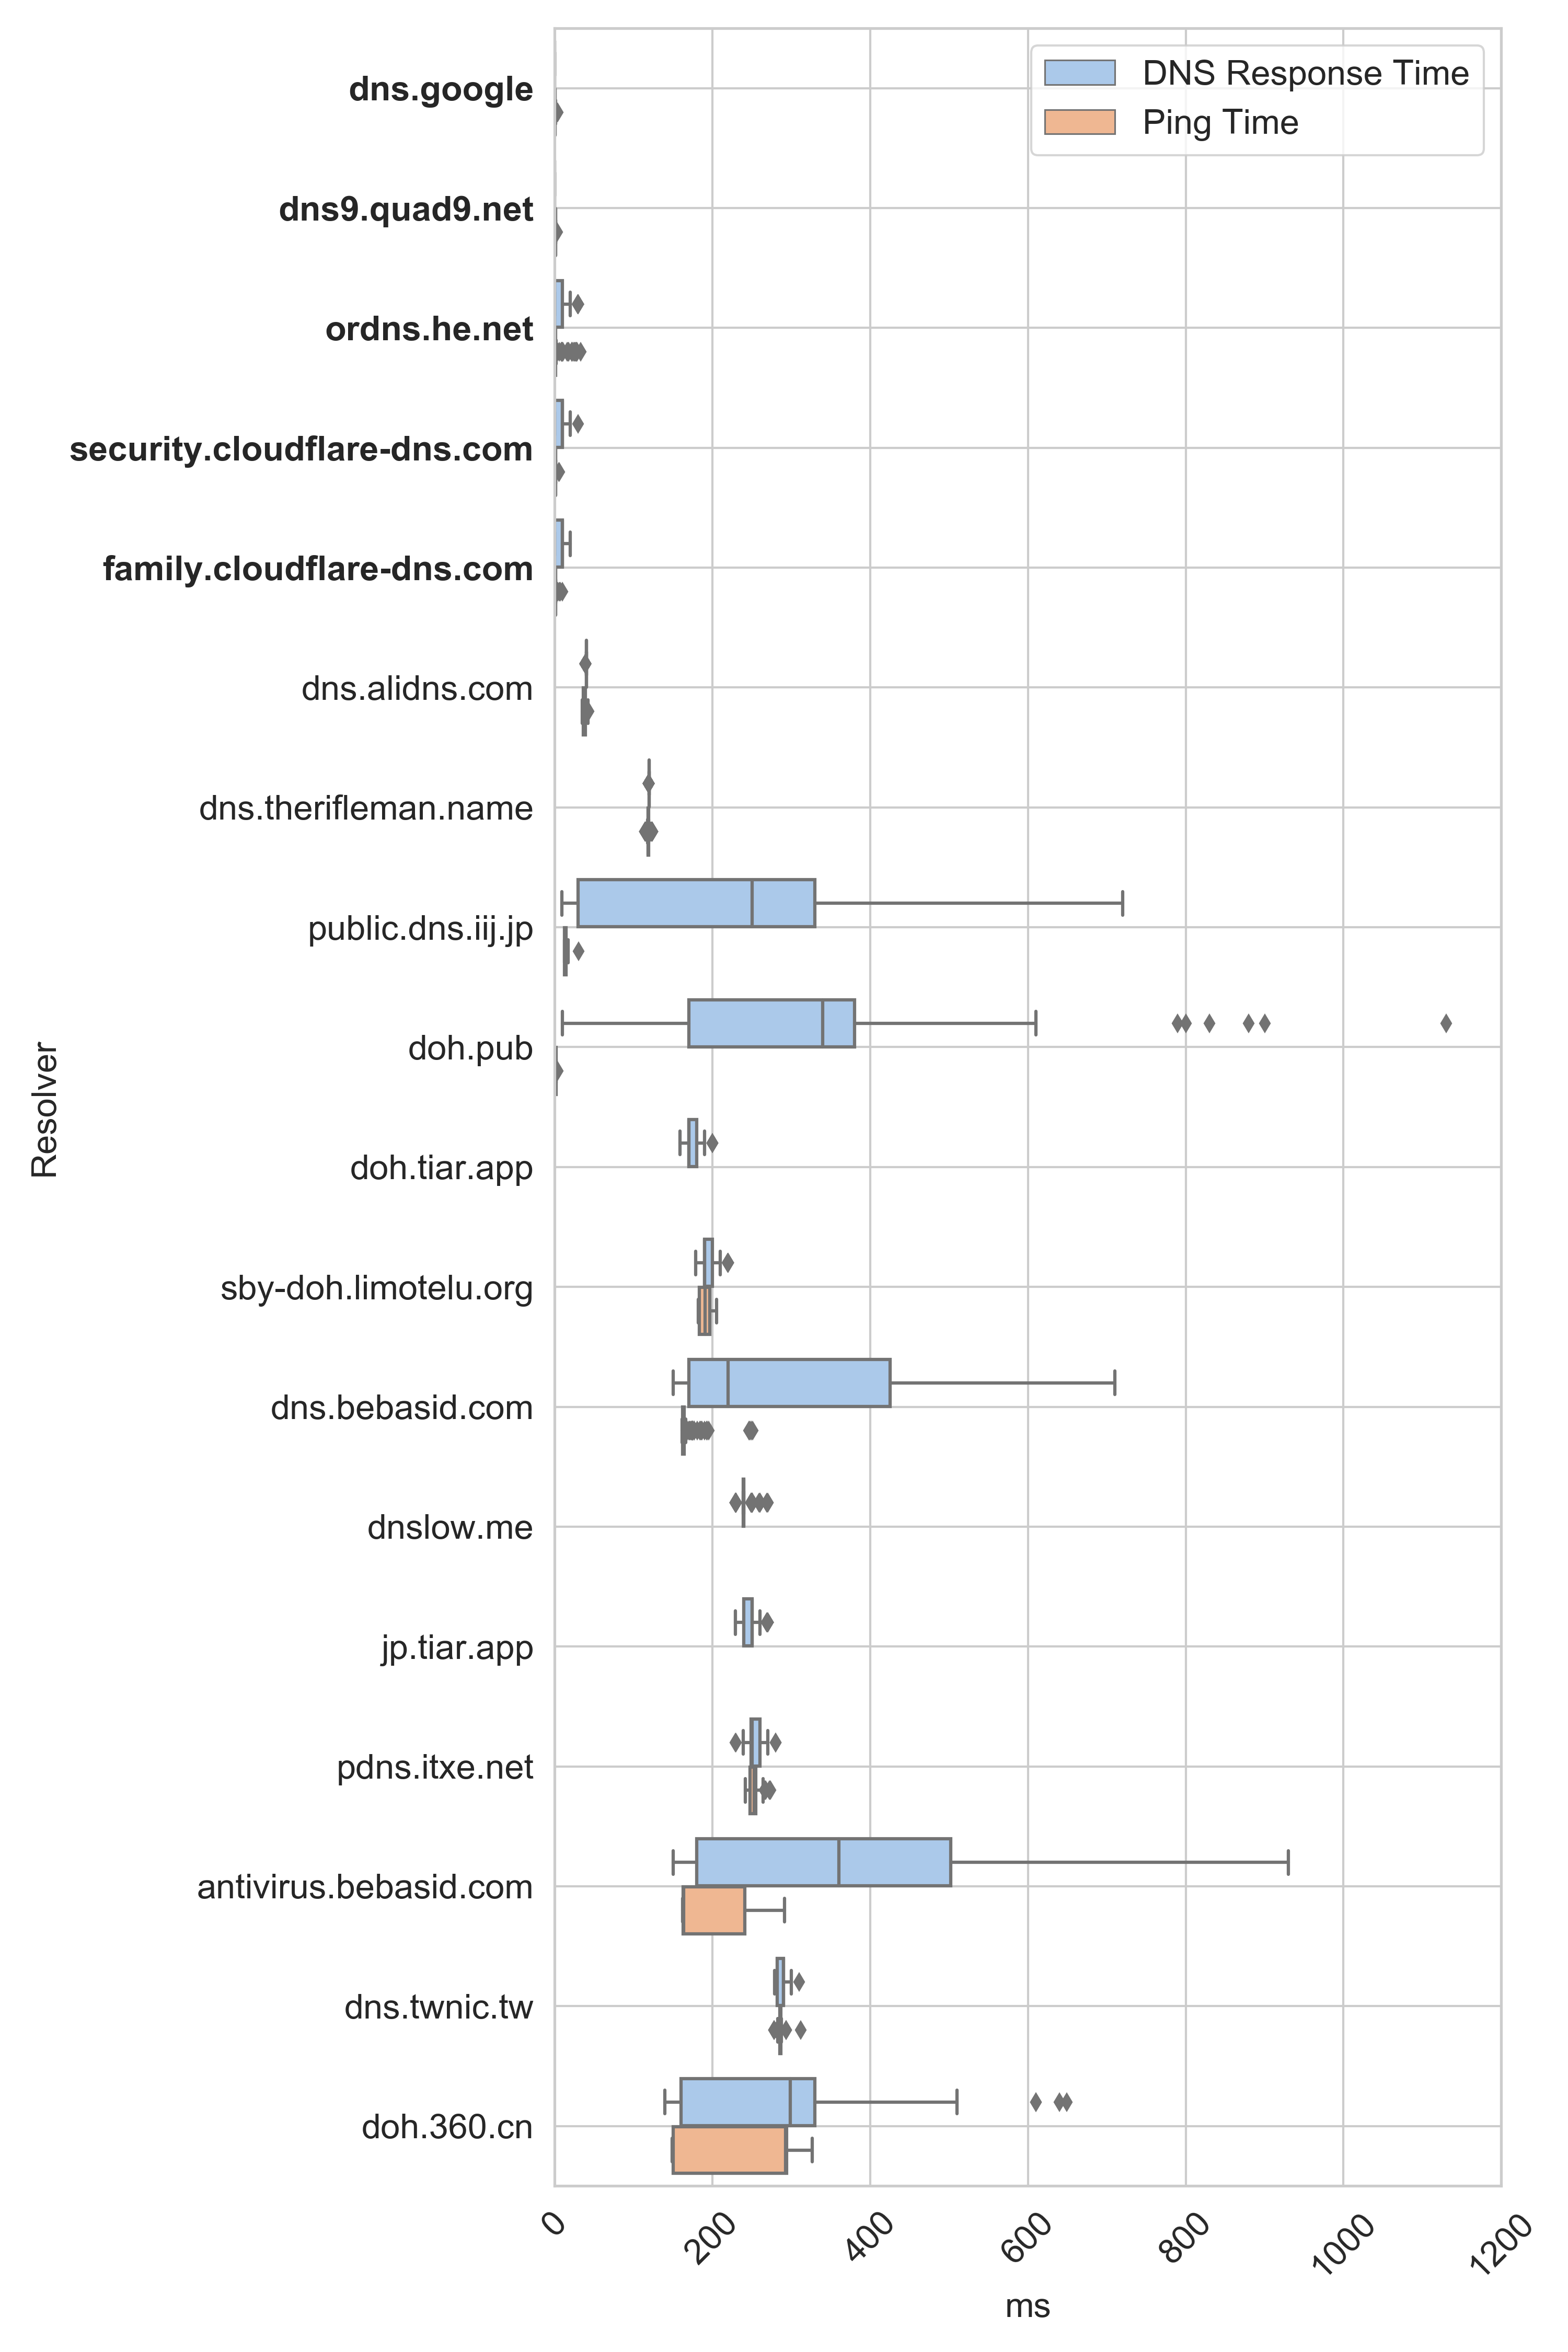 DNS Response Time
Ping Time
dns.google
dns9.quad9.net
ordns.he.net
security.cloudflare-dns.com
family.cloudflare-dns.com
dns.alidns.com
dns.therifleman.name
public.dns.iij.jp
doh.pub
doh.tiar.app
sby-doh.limotelu.org
dns.bebasid.com
dnslow.me
jp.tiar.app
pdns.itxe.net
antivirus.bebasid.com
dns.twnic.tw
doh.360.cn
Resolver
0
200
400
600
800
1000
1200
ms